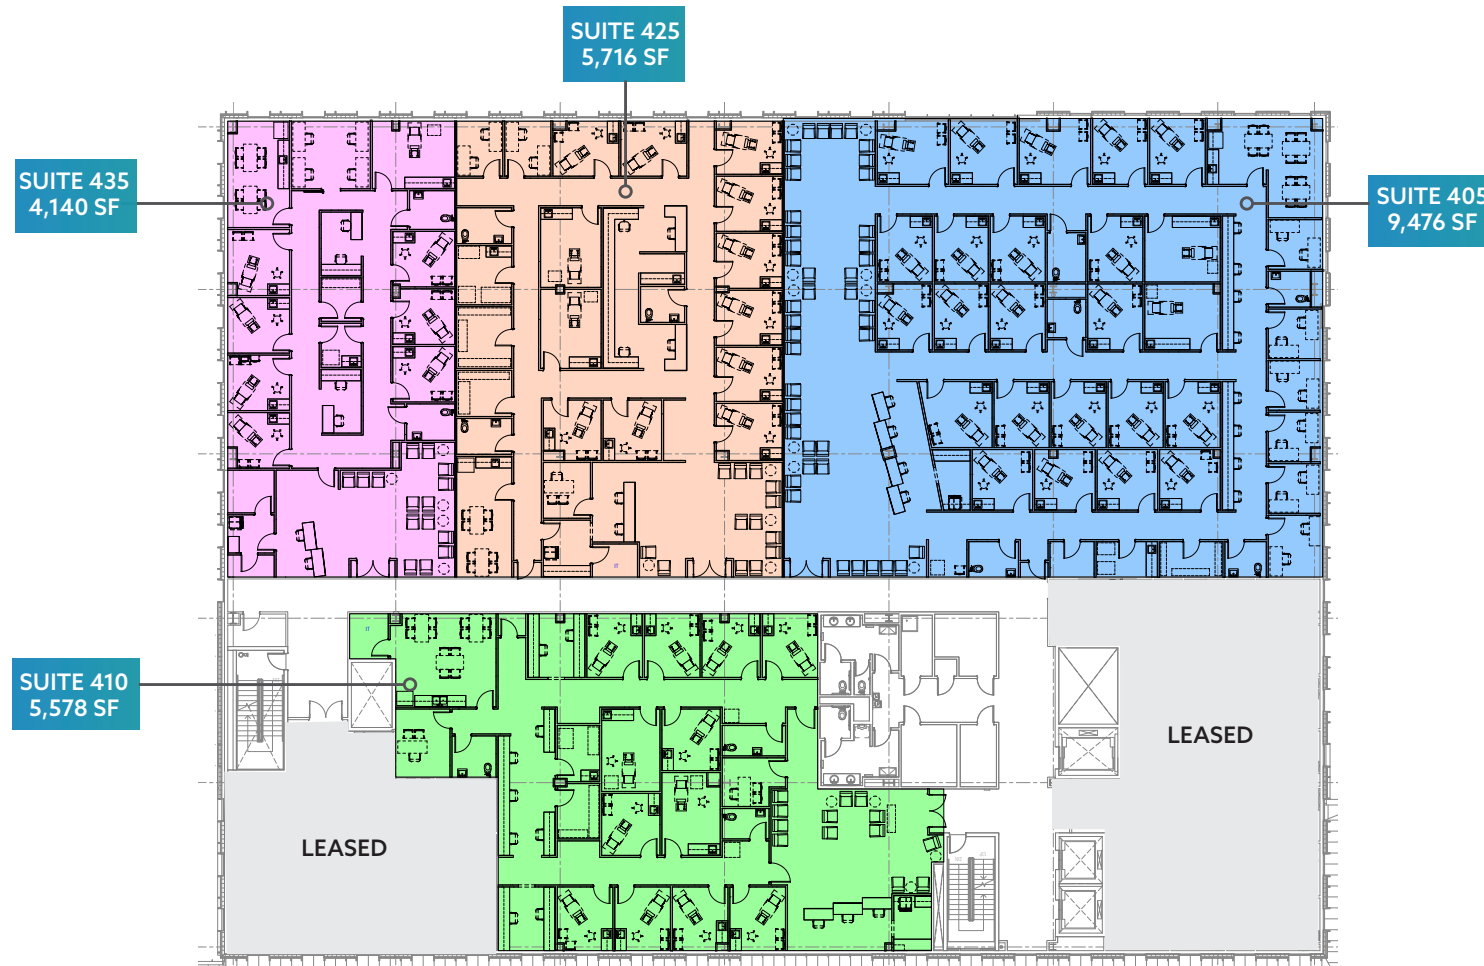 SUITE 425
5,716 SF
SUITE 435
4,140 SF
SUITE 405
9,476 SF
SUITE 410
5,578 SF
LEASED
LEASED